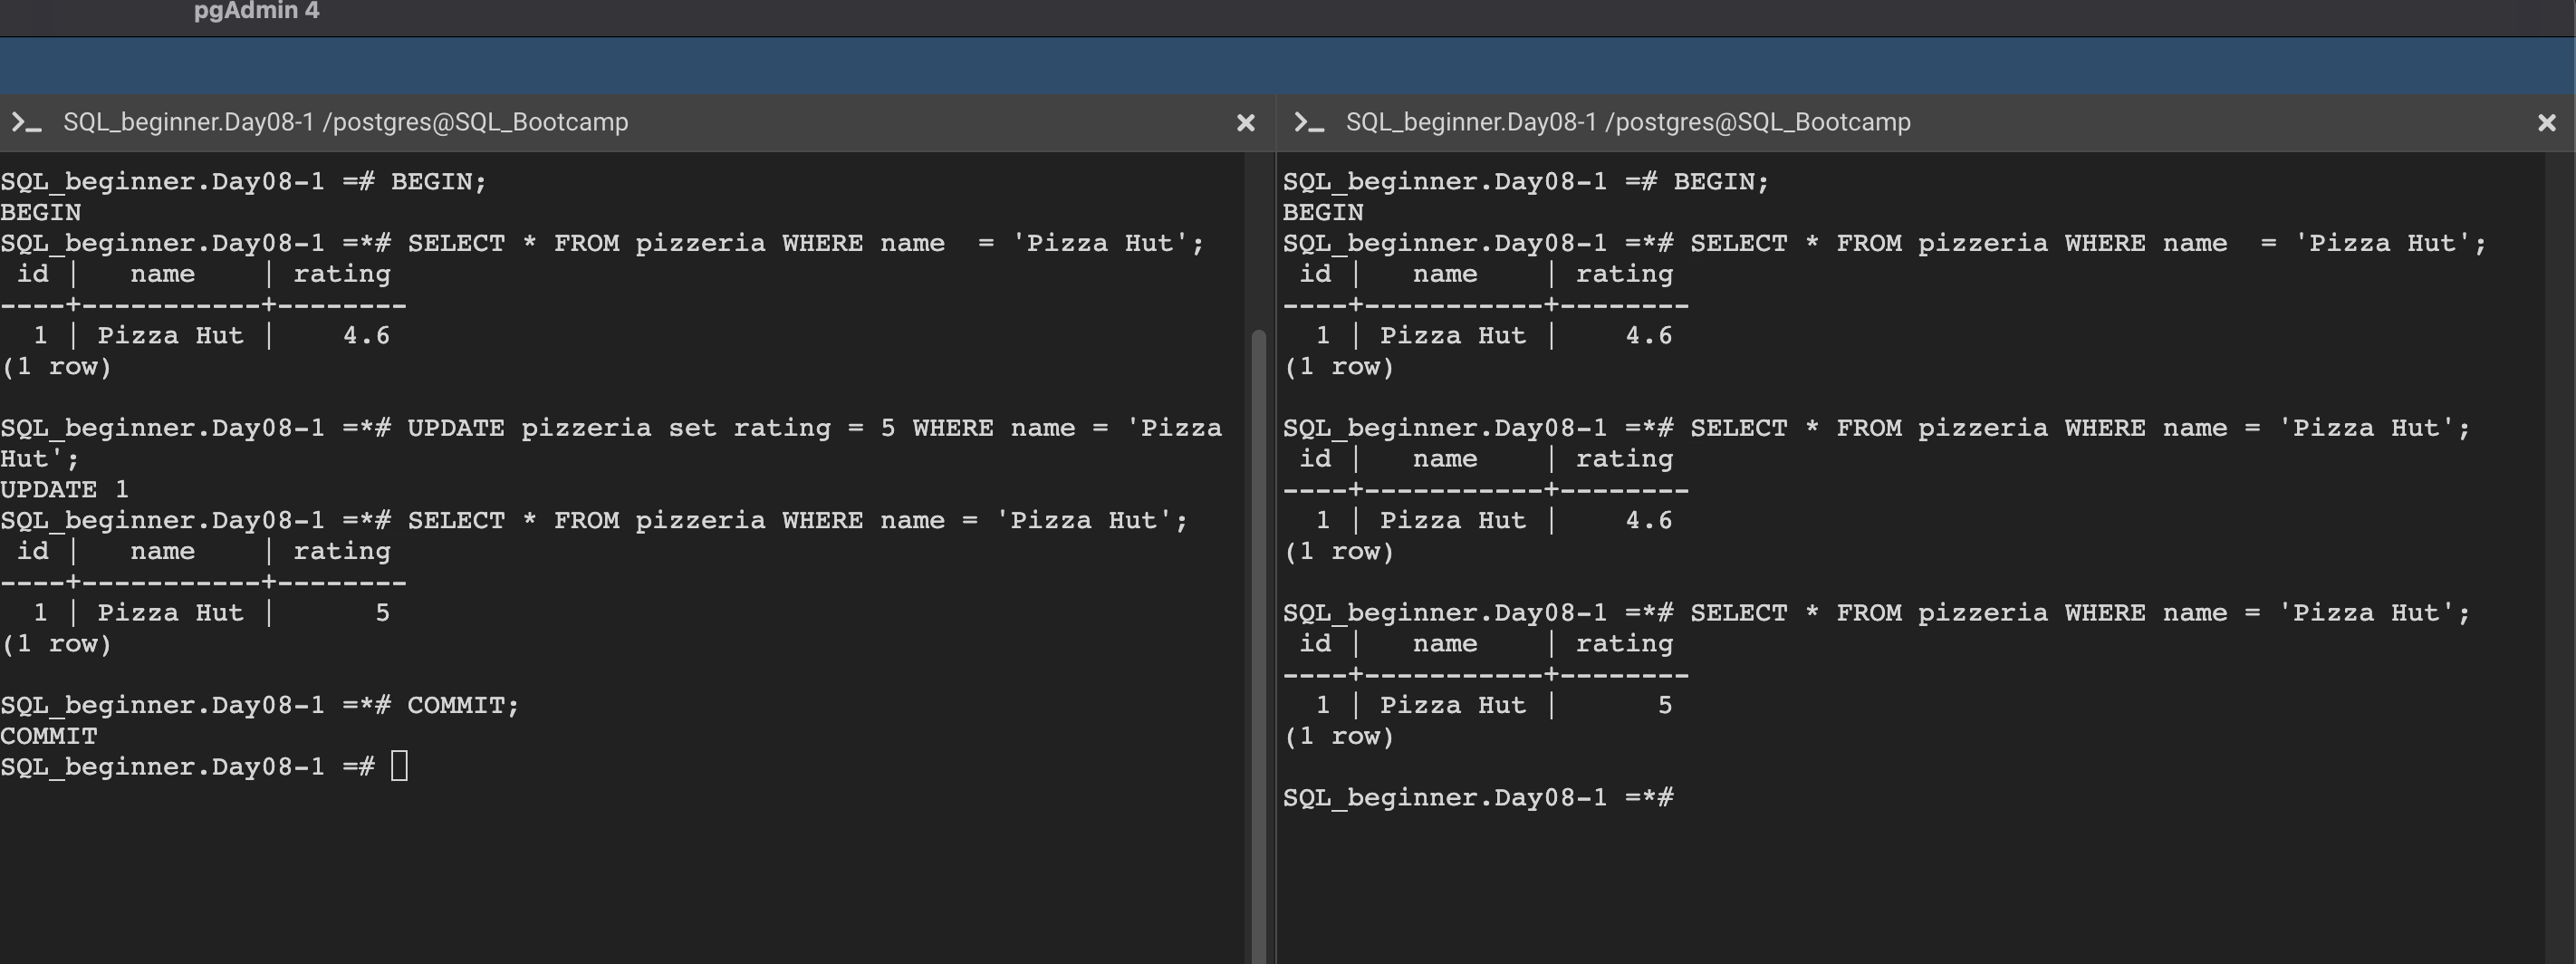 pgAdmin 4
SQL_beginner.Day08-1 /postgres@SQL_Bootcamp
SQL_beginner.Day08-1 =# BEGIN;
BEGIN
SQL_beginner.Day08-1 =*# SELECT * FROM pizzeria WHERE name  = 'Pizza Hut';
 id |   name    | rating
----+-----------+--------
  1 | Pizza Hut |    4.6
(1 row)
SQL_beginner.Day08-1 =*# UPDATE pizzeria set rating = 5 WHERE name = 'Pizza
Hut';
UPDATE 1
SQL_beginner.Day08-1 =*# SELECT * FROM pizzeria WHERE name = 'Pizza Hut';
 id |   name    | rating
----+-----------+--------
  1 | Pizza Hut |      5
(1 row)
SQL_beginner.Day08-1 =*# COMMIT;
COMMIT
SQL_beginner.Day08-1 =#
SQL_beginner.Day08-1 /postgres@SQL_Bootcamp
SQL_beginner.Day08-1 =# BEGIN;
BEGIN
SQL_beginner.Day08-1 =*# SELECT * FROM pizzeria WHERE name  = 'Pizza Hut';
 id |   name    | rating
----+-----------+--------
  1 | Pizza Hut |    4.6
(1 row)
SQL_beginner.Day08-1 =*# SELECT * FROM pizzeria WHERE name = 'Pizza Hut';
 id |   name    | rating
----+-----------+--------
  1 | Pizza Hut |    4.6
(1 row)
SQL_beginner.Day08-1 =*# SELECT * FROM pizzeria WHERE name = 'Pizza Hut';
 id |   name    | rating
----+-----------+--------
  1 | Pizza Hut |      5
(1 row)
SQL_beginner.Day08-1 =*#